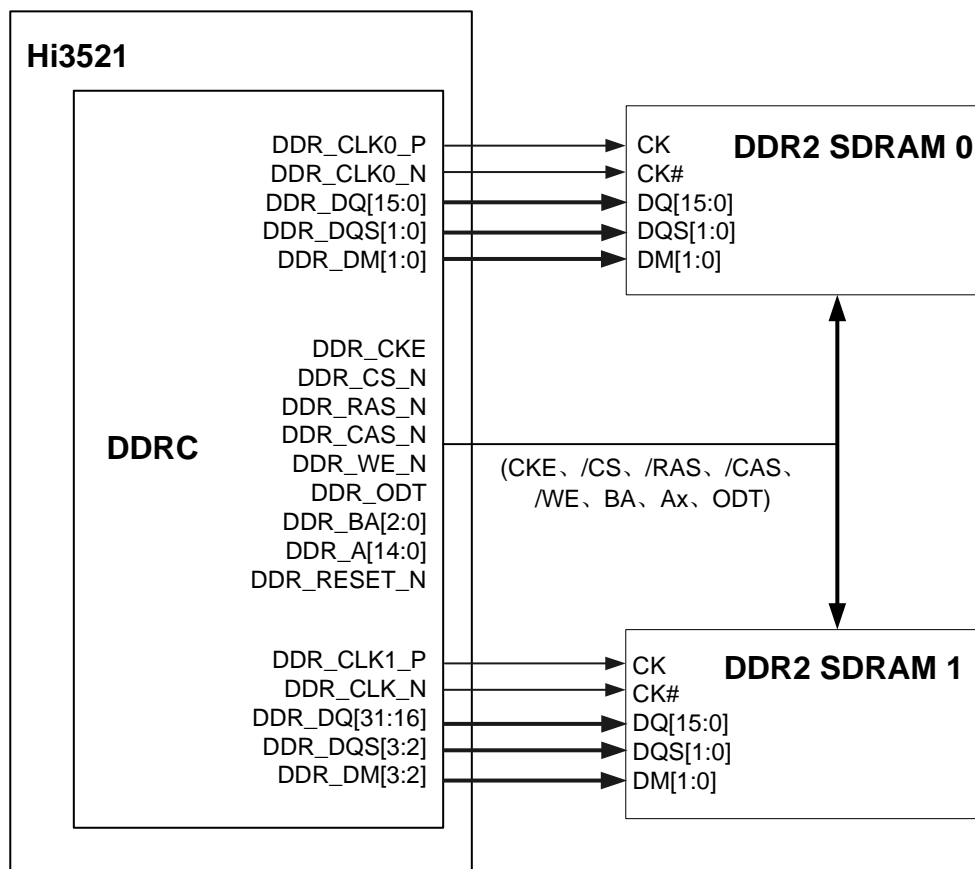 Hi3521
DDRC
DDR_CLK0_P
DDR_CLK0_N
DDR_DQ[15:0]
DDR_DQS[1:0]
DDR_DM[1:0]
DDR_CKE
DDR_CS_N
DDR_RAS_N
DDR_CAS_N
DDR_WE_N
DDR_ODT
DDR_BA[2:0]
DDR_A[14:0]
DDR_RESET_N
DDR_CLK1_P
DDR_CLK_N
DDR_DQ[31:16]
DDR_DQS[3:2]
DDR_DM[3:2]
DDR2 SDRAM 0
CK
CK#
DQ[15:0]
DQS[1:0]
DM[1:0]
(CKE、/CS、/RAS、/CAS、
/WE、BA、Ax、ODT)
DDR2 SDRAM 1
CK
CK#
DQ[15:0]
DQS[1:0]
DM[1:0]